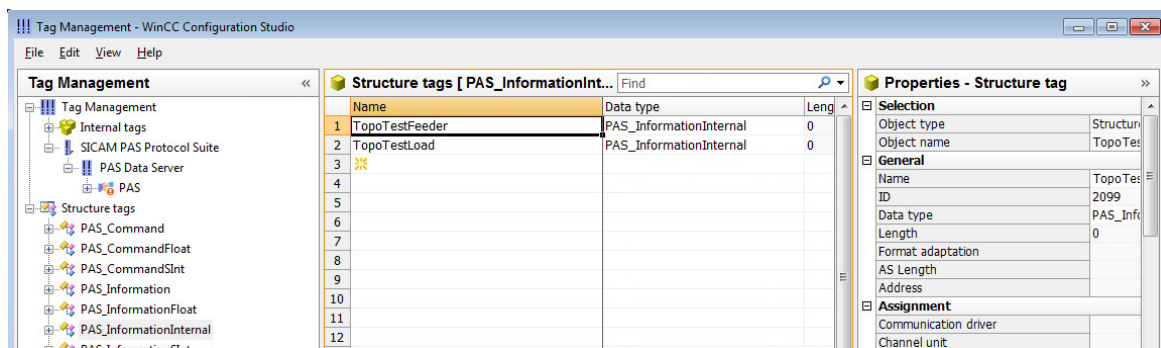 Tag Management - WinCC Configuration Studio
File Edit View Help
Tag Management «
Tag Management
Internal tags
SICAM PAS Protocol Suite
PAS Data Server
PAS
Structure tags
PAS_Command
PAS_CommandFloat
PAS_CommandSInt
PAS_Information
PAS_InformationFloat
PAS_InformationInternal
Structure tags [ PAS_InformationInt... Find
Name Data type Leng
1 TopoTestFeeder PAS_InformationInternal 0
2 TopoTestLoad PAS_InformationInternal 0
3
4
5
6
7
8
9
10
11
12
Properties - Structure tag »
Selection
Object type Structur
Object name TopoTes
General
Name TopoTes
ID 2099
Data type PAS_Info
Length 0
Format adaptation
AS Length
Address
Assignment
Communication driver
Channel unit